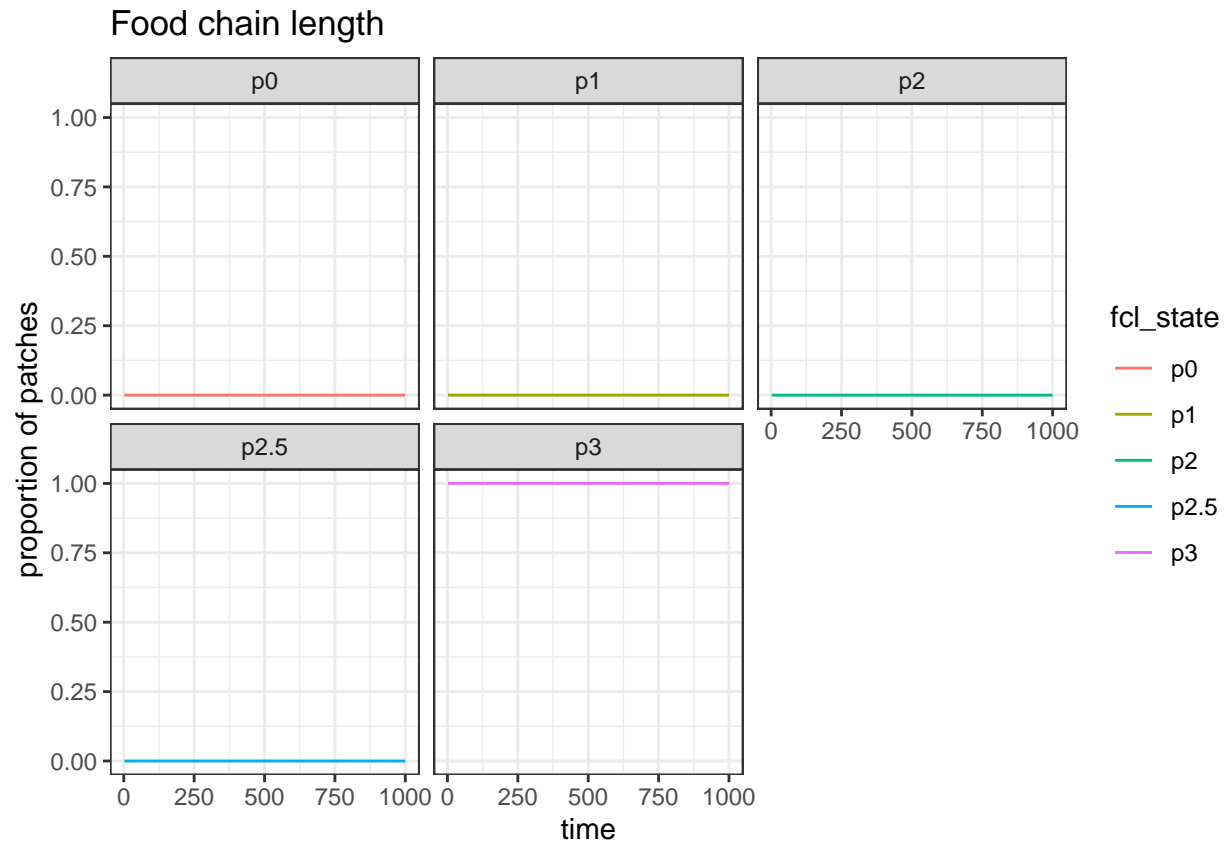 Food chain length
p0 p1 p2
1.00
0.75
0.50
0.25
0.00
0 250 500 750 1000
p2.5 p3
1.00
0.75
0.50
0.25
0.00
0 250 500 750 1000 0 250 500 750 1000
time
proportion of patches
fcl_state
p0
p1
p2
p2.5
p3